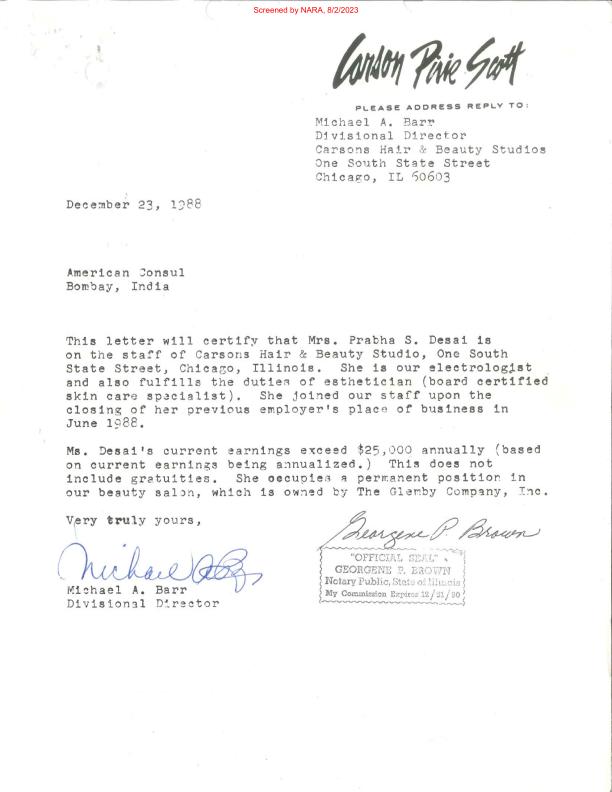 Screened by NARA, 8/2/2023
Carson Pirie Scott
PLEASE ADDRESS REPLY TO:
Michael A. Barr
Divisional Director
Carsons Hair & Beauty Studios
One South State Street
Chicago, IL 60603
December 23, 1988
American Consul
Bombay, India
This letter will certify that Mrs. Prabha S. Desai is
on the staff of Carsons Hair & Beauty Studio, One South
State Street, Chicago, Illinois.  She is our electrologist
and also fulfills the duties of esthetician (board certified
skin care specialist).  She joined our staff upon the
closing of her previous employer's place of business in
June 1988.
Ms. Desai's current earnings exceed $25,000 annually (based
on current earnings being annualized.)  This does not
include gratuities.  She occupies a permanent position in
our beauty salon, which is owned by The Glemby Company, Inc.
Very truly yours,
Michael A. Barr
Michael A. Barr
Divisional Director
Georgene P. Brown
"OFFICIAL SEAL"
GEORGENE P. BROWN
Notary Public, State of Illinois
My Commission Expires 12/31/90